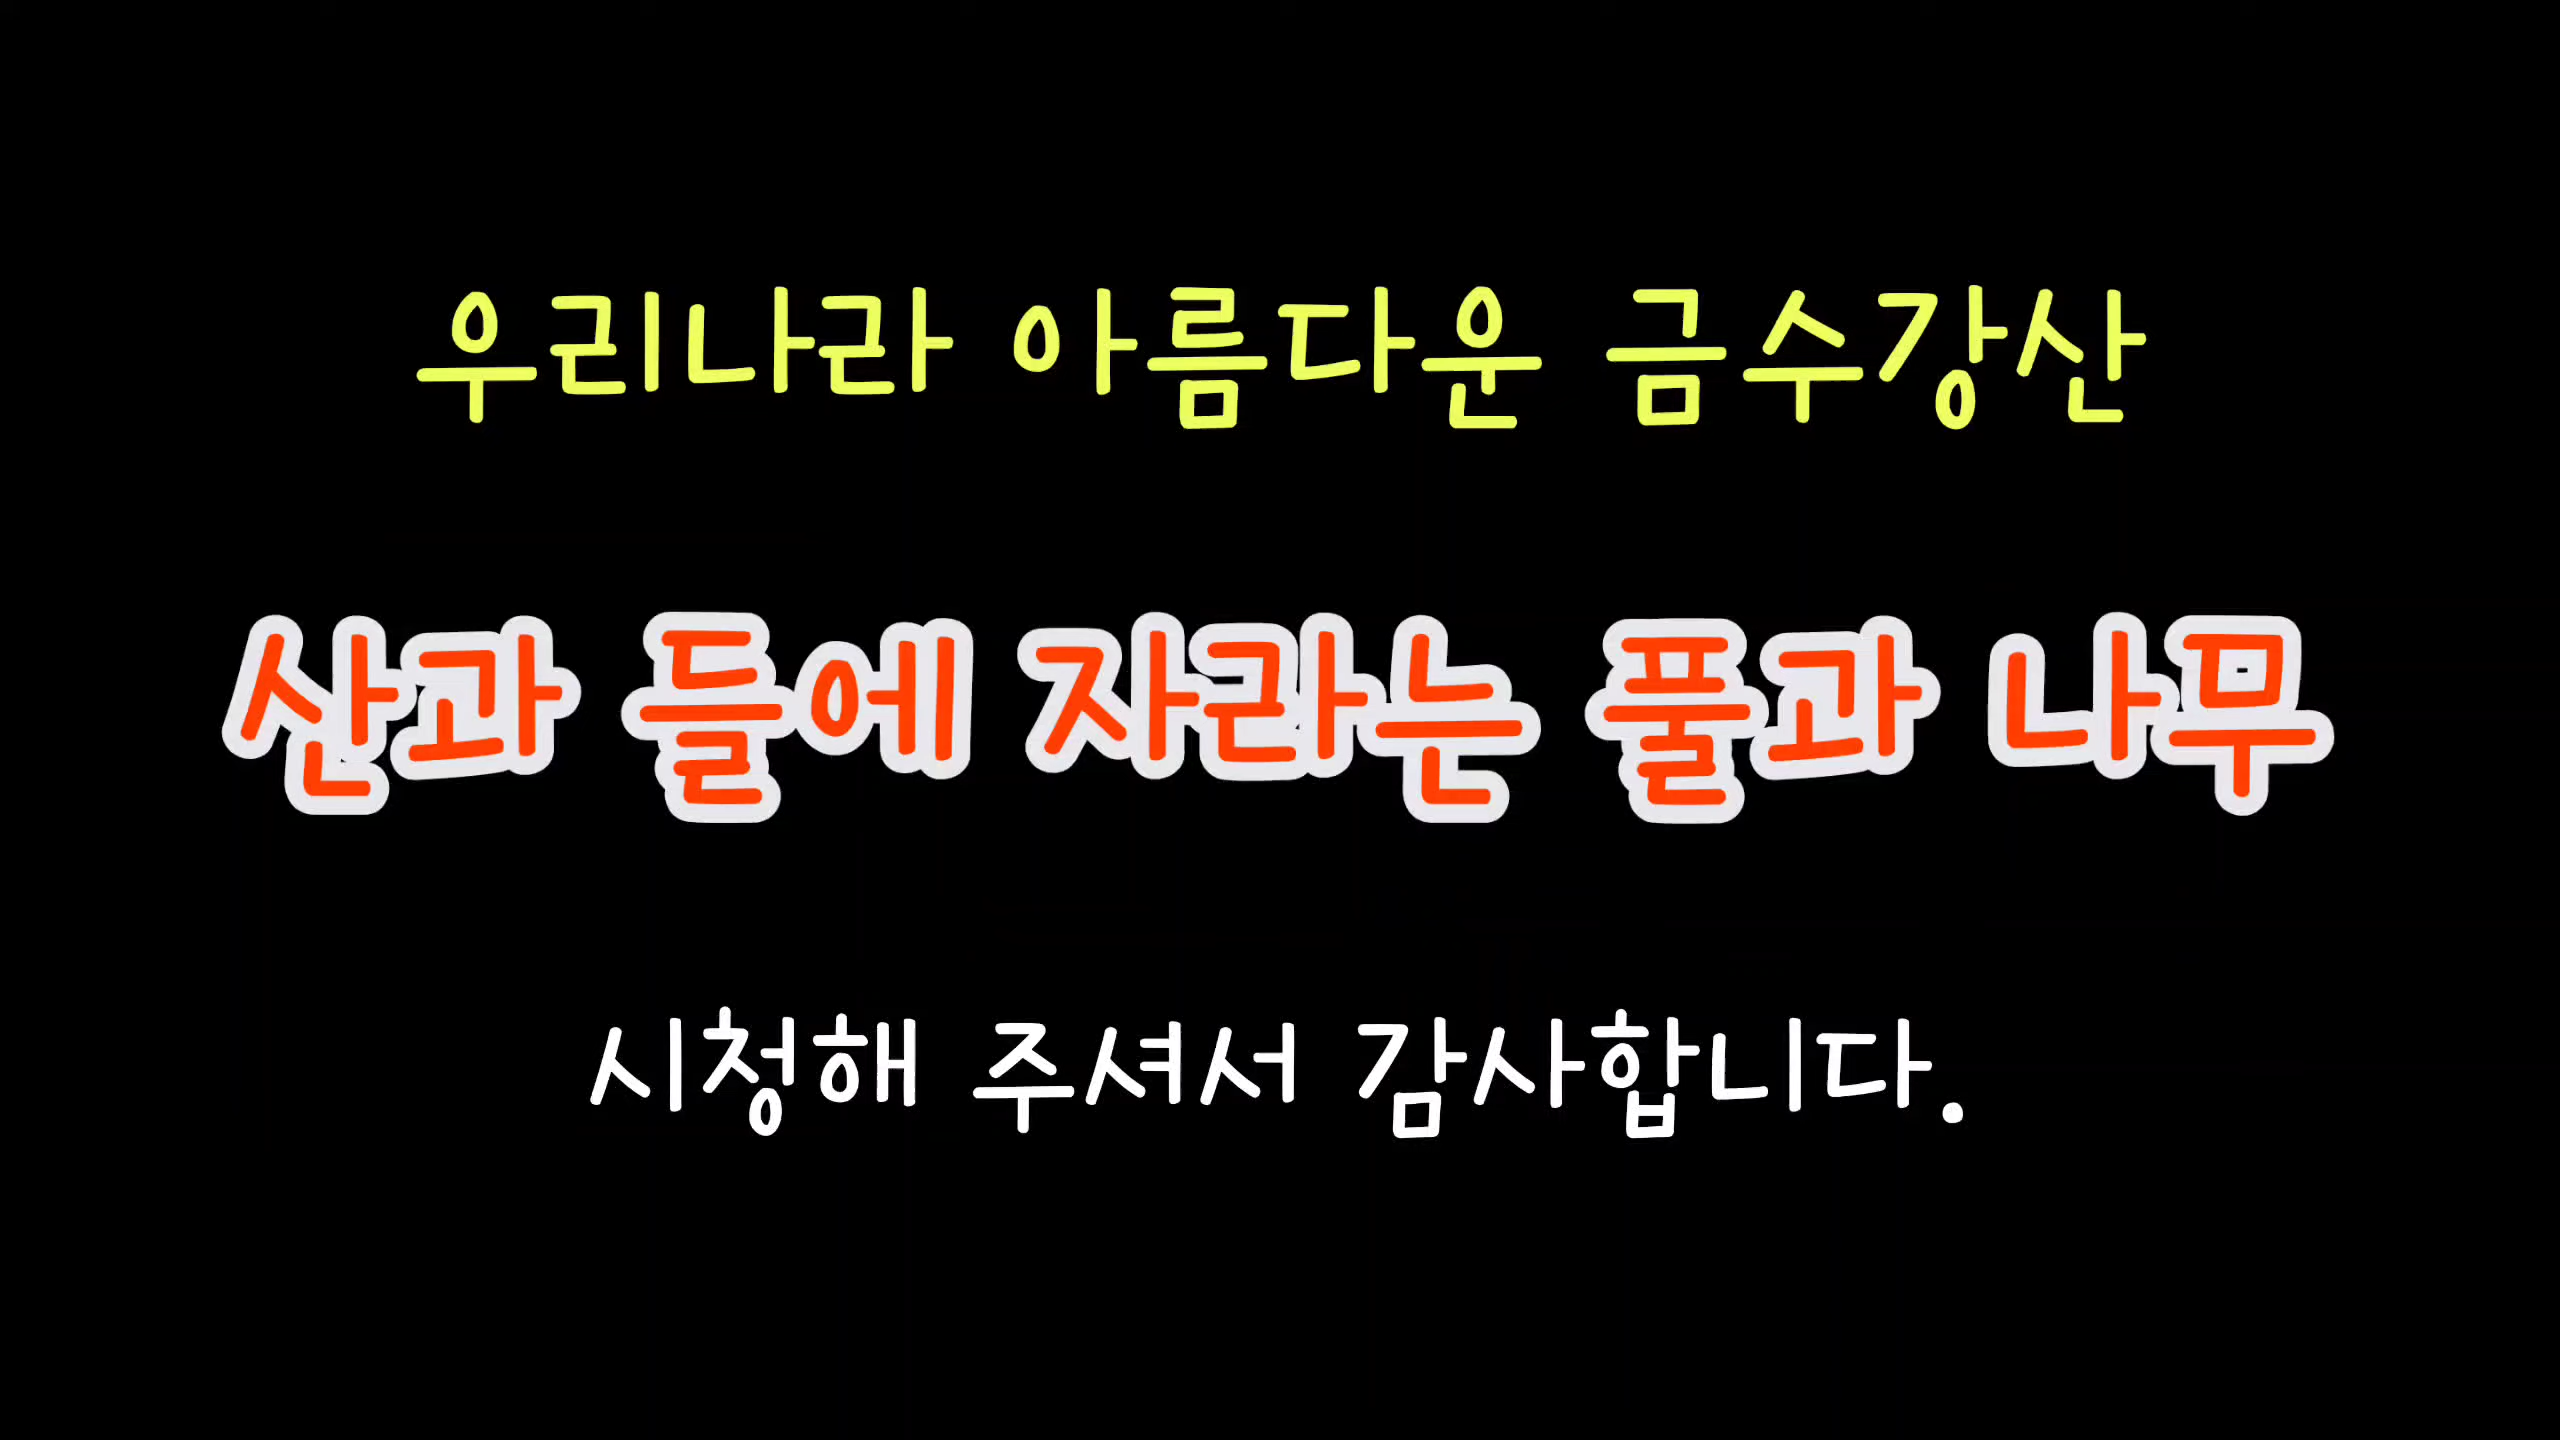 우리나라 아름다운 금수강산
산과 들에 자라는 풀과 나무
시청해 주셔서 감사합니다.